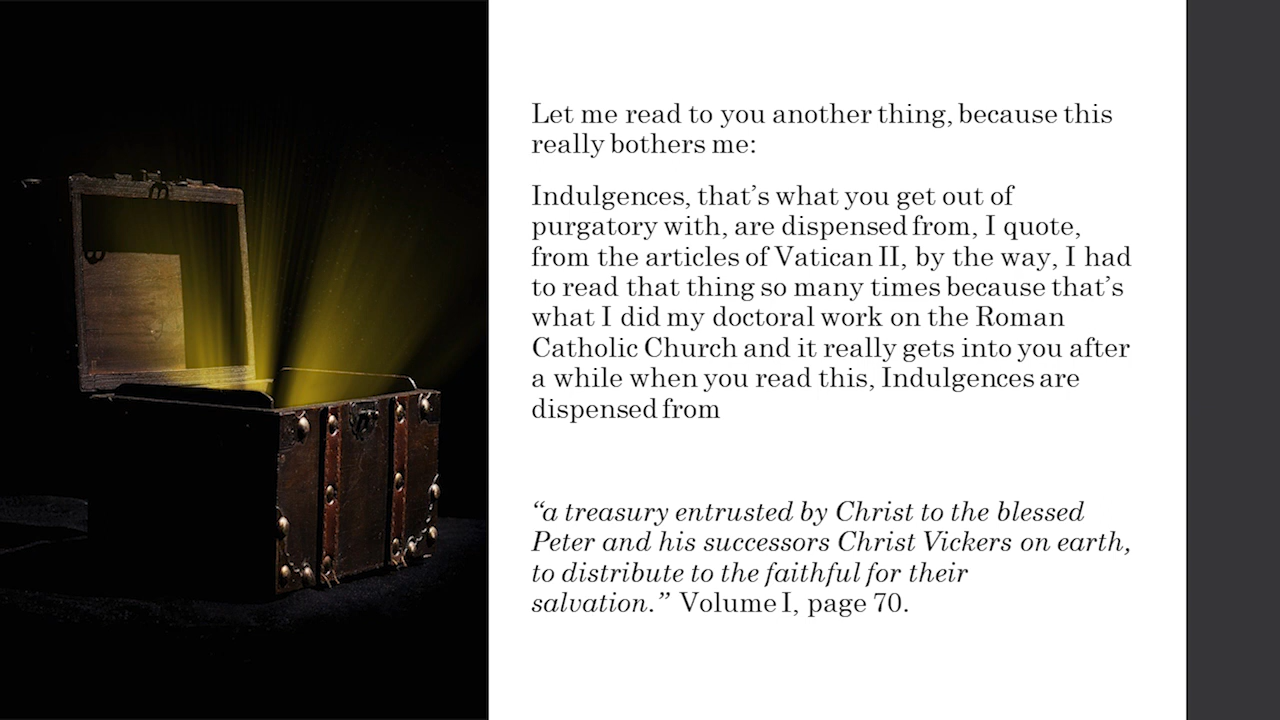 Let me read to you another thing, because this
really bothers me:
Indulgences, that’s what you get out of
purgatory with, are dispensed from, I quote,
from the articles of Vatican II, by the way, I had
to read that thing so many times because that’s
what I did my doctoral work on the Roman
Catholic Church and it really gets into you after
a while when you read this, Indulgences are
dispensed from
“a treasury entrusted by Christ to the blessed
Peter and his successors Christ Vickers on earth,
to distribute to the faithful for their
salvation.” Volume I, page 70.